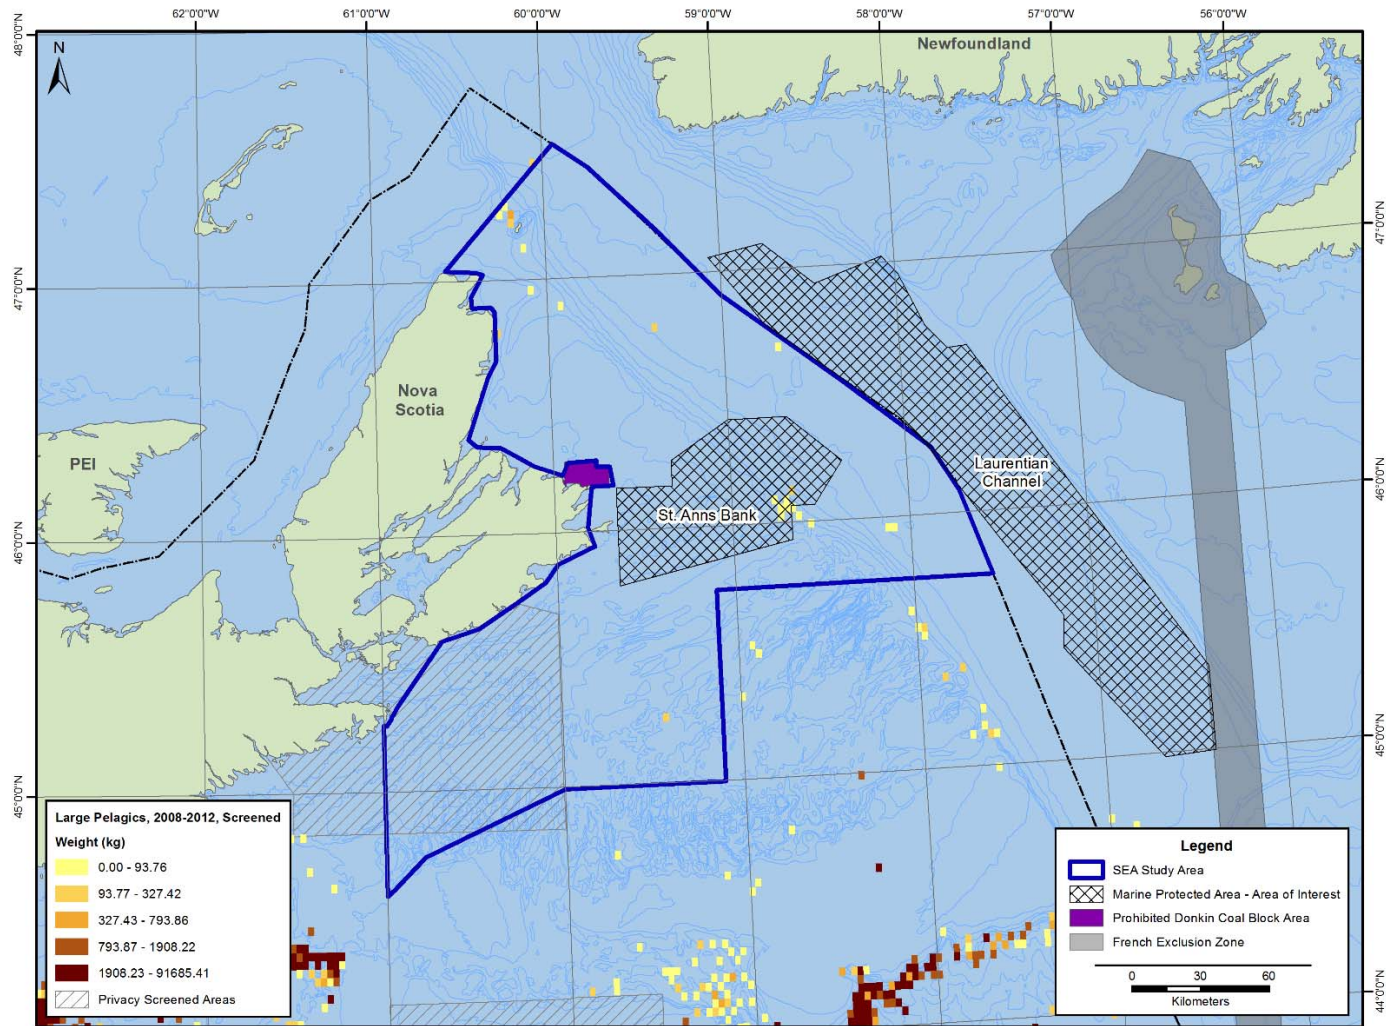 62°0'0"W 61°0'0"W 60°0'0"W 59°0'0"W 58°0'0"W 57°0'0"W 56°0'0"W
48°0'0"N
N
Newfoundland
47°0'0"N
47°0'0"N
Nova
Scotia
PEI
Laurentian
Channel
46°0'0"N
St. Anns Bank
46°0'0"N
45°0'0"N
45°0'0"N
Large Pelagics, 2008-2012, Screened
Weight (kg)
0.00 - 93.76
93.77 - 327.42
327.43 - 793.86
793.87 - 1908.22
1908.23 - 91685.41
Privacy Screened Areas
Legend
SEA Study Area
Marine Protected Area - Area of Interest
Prohibited Donkin Coal Block Area
French Exclusion Zone
0 30 60
Kilometers
44°0'0"N